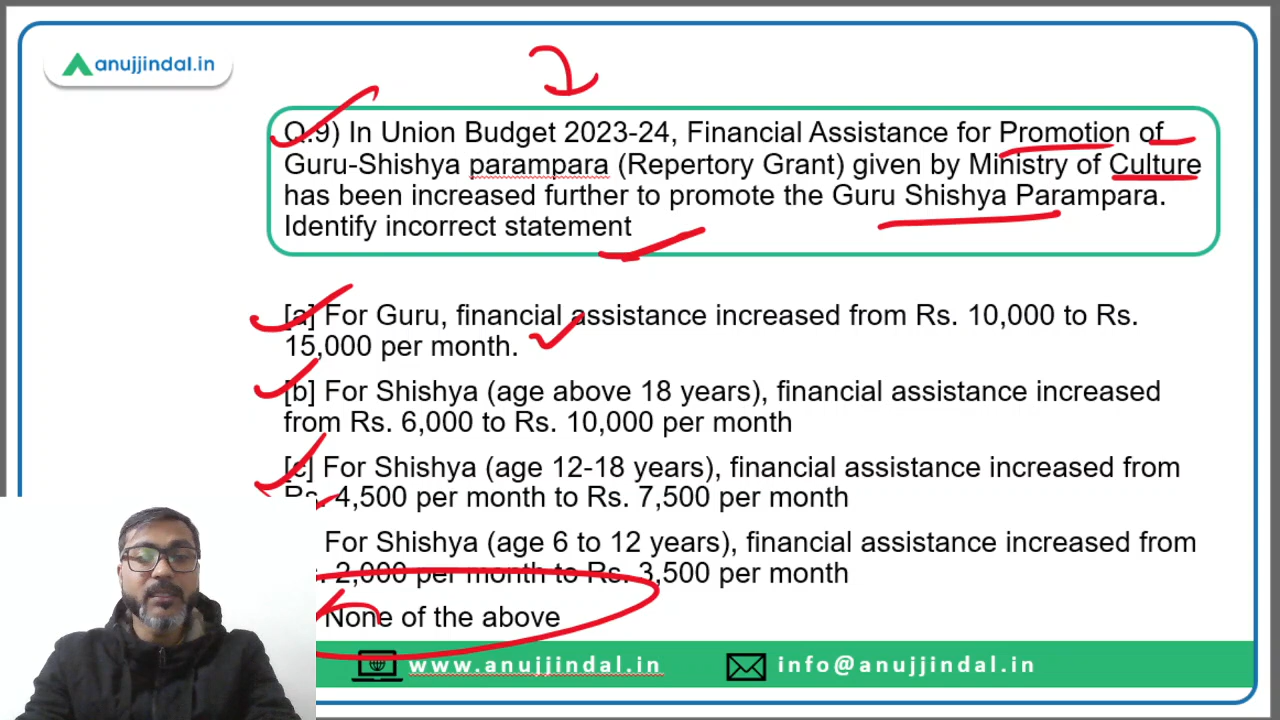 anujjindal.in
Q.9) In Union Budget 2023-24, Financial Assistance for Promotion of
Guru-Shishya parampara (Repertory Grant) given by Ministry of Culture
has been increased further to promote the Guru Shishya Parampara.
Identify incorrect statement
[a] For Guru, financial assistance increased from Rs. 10,000 to Rs.
15,000 per month.
[b] For Shishya (age above 18 years), financial assistance increased
from Rs. 6,000 to Rs. 10,000 per month
[c] For Shishya (age 12-18 years), financial assistance increased from
Rs. 4,500 per month to Rs. 7,500 per month
For Shishya (age 6 to 12 years), financial assistance increased from
2,000 per month to Rs. 3,500 per month
None of the above
www.anujjindal.in info@anujjindal.in